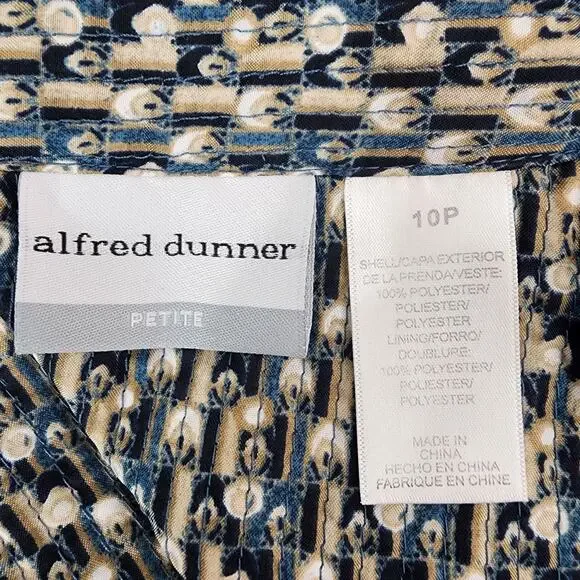 alfred dunner
PETITE
10P
SHELL/CAPA EXTERIOR
DE LA PRENDA/VESTE:
100% POLYESTER/
POLIESTER/
POLYESTER
LINING/FORRO/
DOUBLURE:
100% POLYESTER/
POLIESTER/
POLYESTER
MADE IN
CHINA
HECHO EN CHINA
FABRIQUE EN CHINE